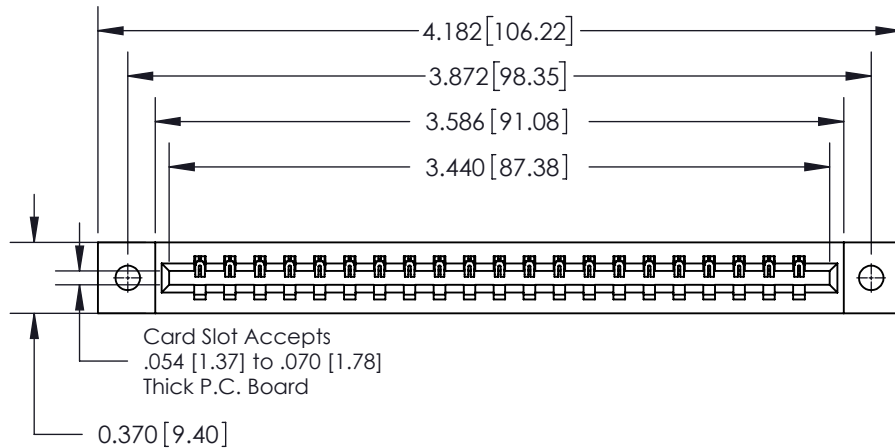 4.182[106.22]
3.872[98.35]
3.586[91.08]
3.440[87.38]
Card Slot Accepts
.054 [1.37] to .070 [1.78]
Thick P.C. Board
0.370[9.40]